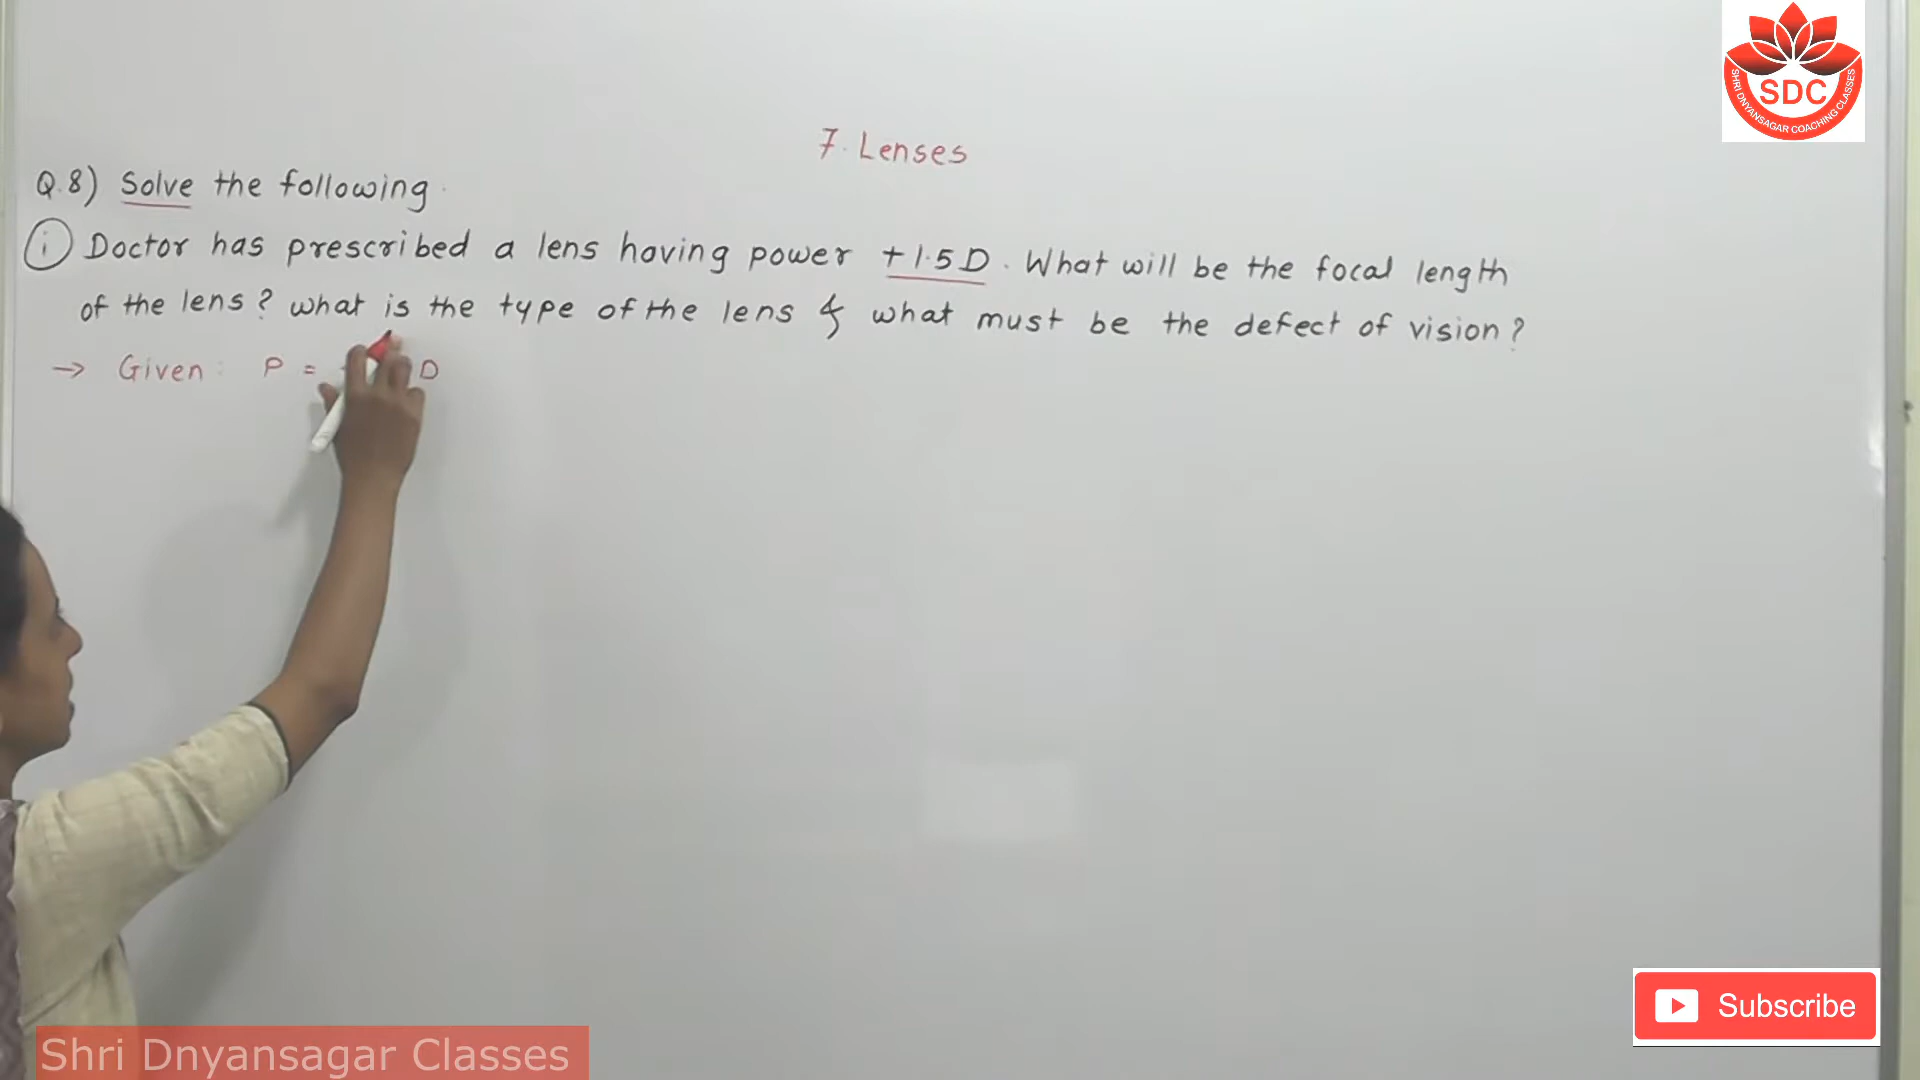 SHRI DNYANSAGAR COACHING CLASSES
SDC
7. Lenses
Q.8) Solve the following.
i Doctor has prescribed a lens having power +1.5D. What will be the focal length
of the lens? what is the type of the lens & what must be the defect of vision?
→ Given: P = D
Subscribe
Shri Dnyansagar Classes